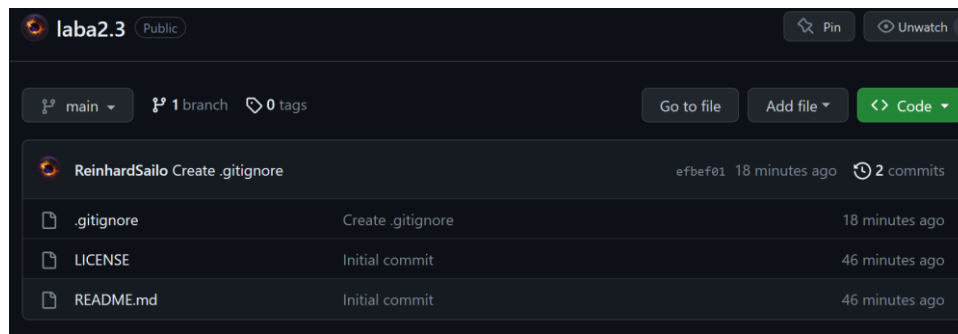 laba2.3 Public Pin Unwatch
main 1 branch 0 tags Go to file Add file <> Code
ReinhardSailo Create .gitignore efbef01 18 minutes ago 2 commits
.gitignore Create .gitignore 18 minutes ago
LICENSE Initial commit 46 minutes ago
README.md Initial commit 46 minutes ago